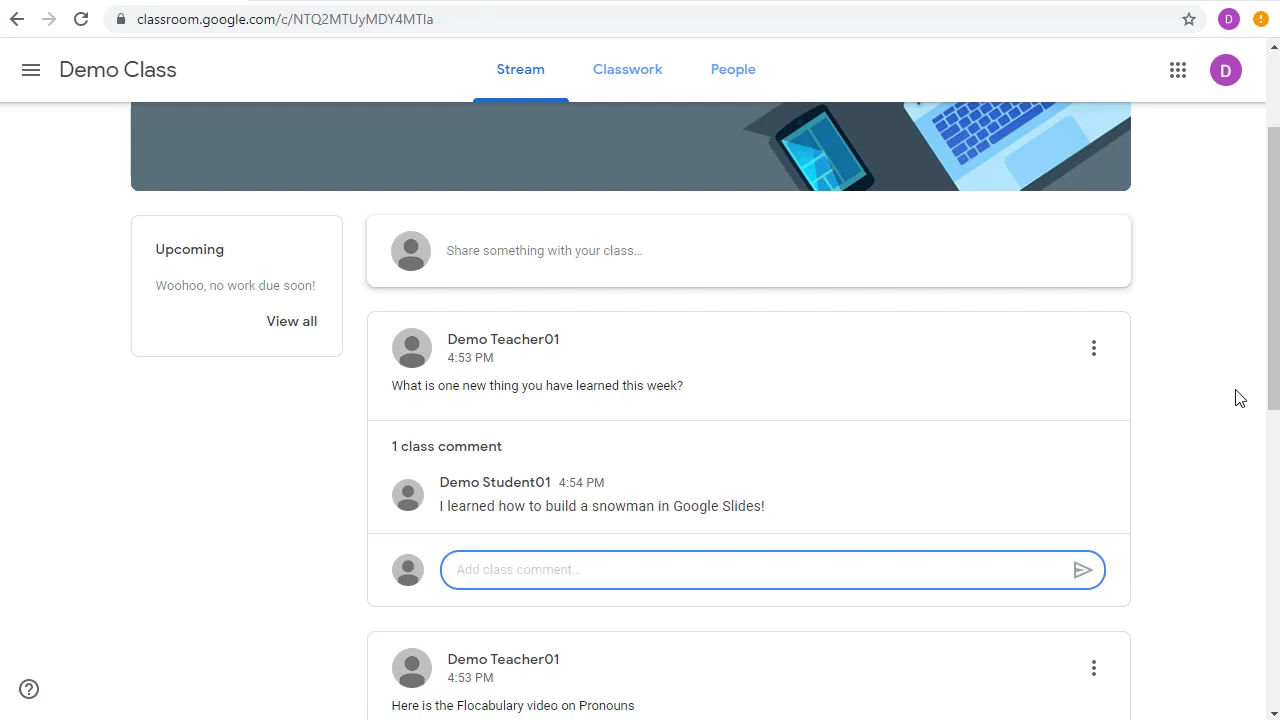 classroom.google.com/c/NTQ2MTUyMDY4MTIa
D
Demo Class
Stream
Classwork
People
D
Upcoming
Woohoo, no work due soon!
View all
Share something with your class...
Demo Teacher01
4:53 PM
What is one new thing you have learned this week?
1 class comment
Demo Student01 4:54 PM
I learned how to build a snowman in Google Slides!
Add class comment...
Demo Teacher01
4:53 PM
Here is the Flocabulary video on Pronouns